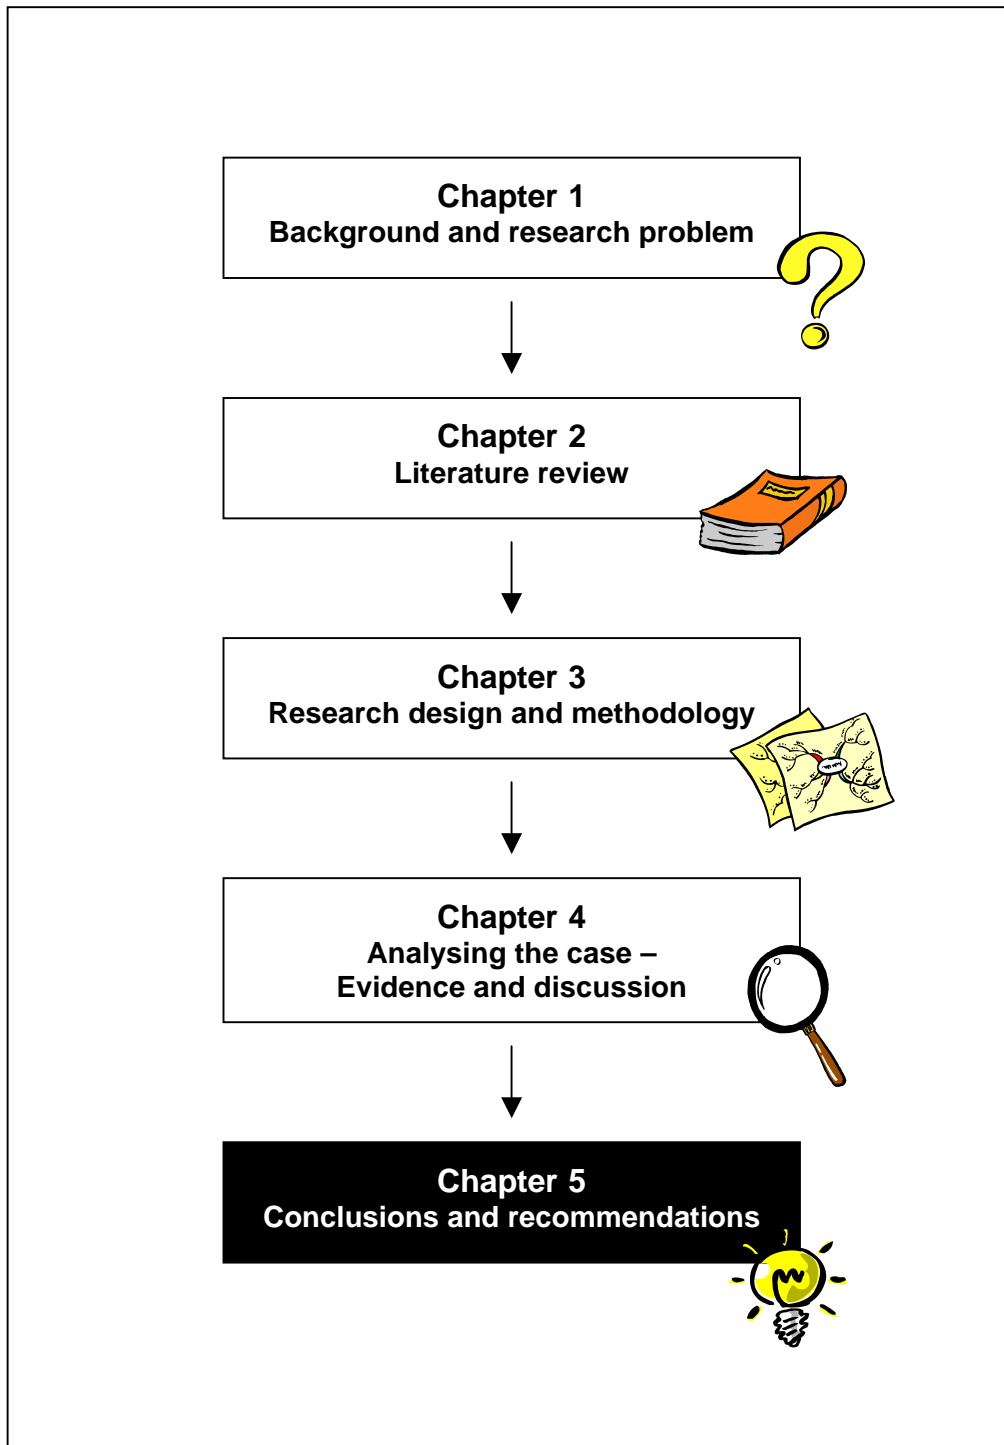 Chapter 1
Background and research problem
Chapter 2
Literature review
Chapter 3
Research design and methodology
Chapter 4
Analysing the case –
Evidence and discussion
Chapter 5
Conclusions and recommendations